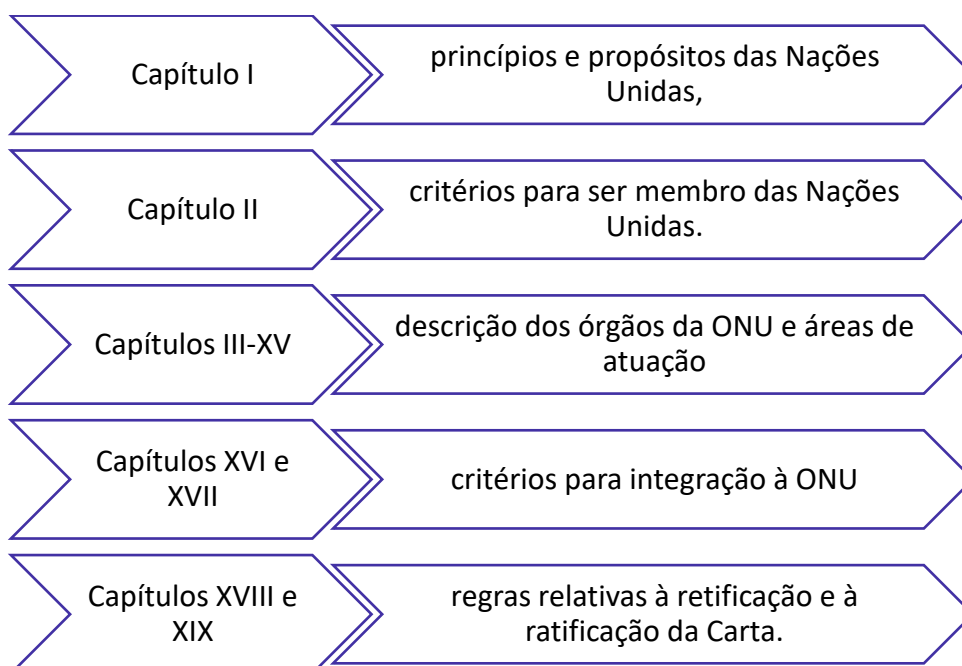 Capítulo I
princípios e propósitos das Nações
Unidas,
Capítulo II
critérios para ser membro das Nações
Unidas.
Capítulos III-XV
descrição dos órgãos da ONU e áreas de
atuação
Capítulos XVI e
XVII
critérios para integração à ONU
Capítulos XVIII e
XIX
regras relativas à retificação e à
ratificação da Carta.